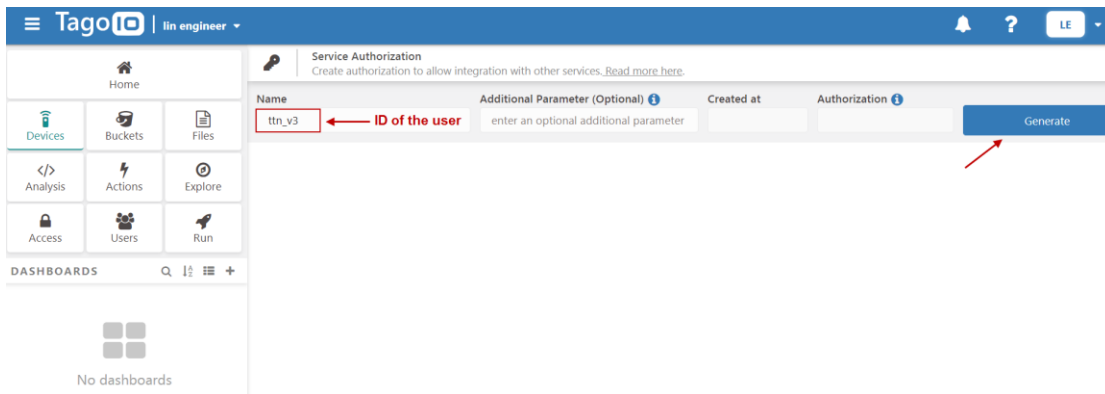 TagoIO lin engineer
? LE
Home
Devices Buckets Files
Analysis Actions Explore
Access Users Run
DASHBOARDS
No dashboards
Service Authorization
Create authorization to allow integration with other services. Read more here.
Name Additional Parameter (Optional) Created at Authorization
ttn_v3 ID of the user enter an optional additional parameter Generate